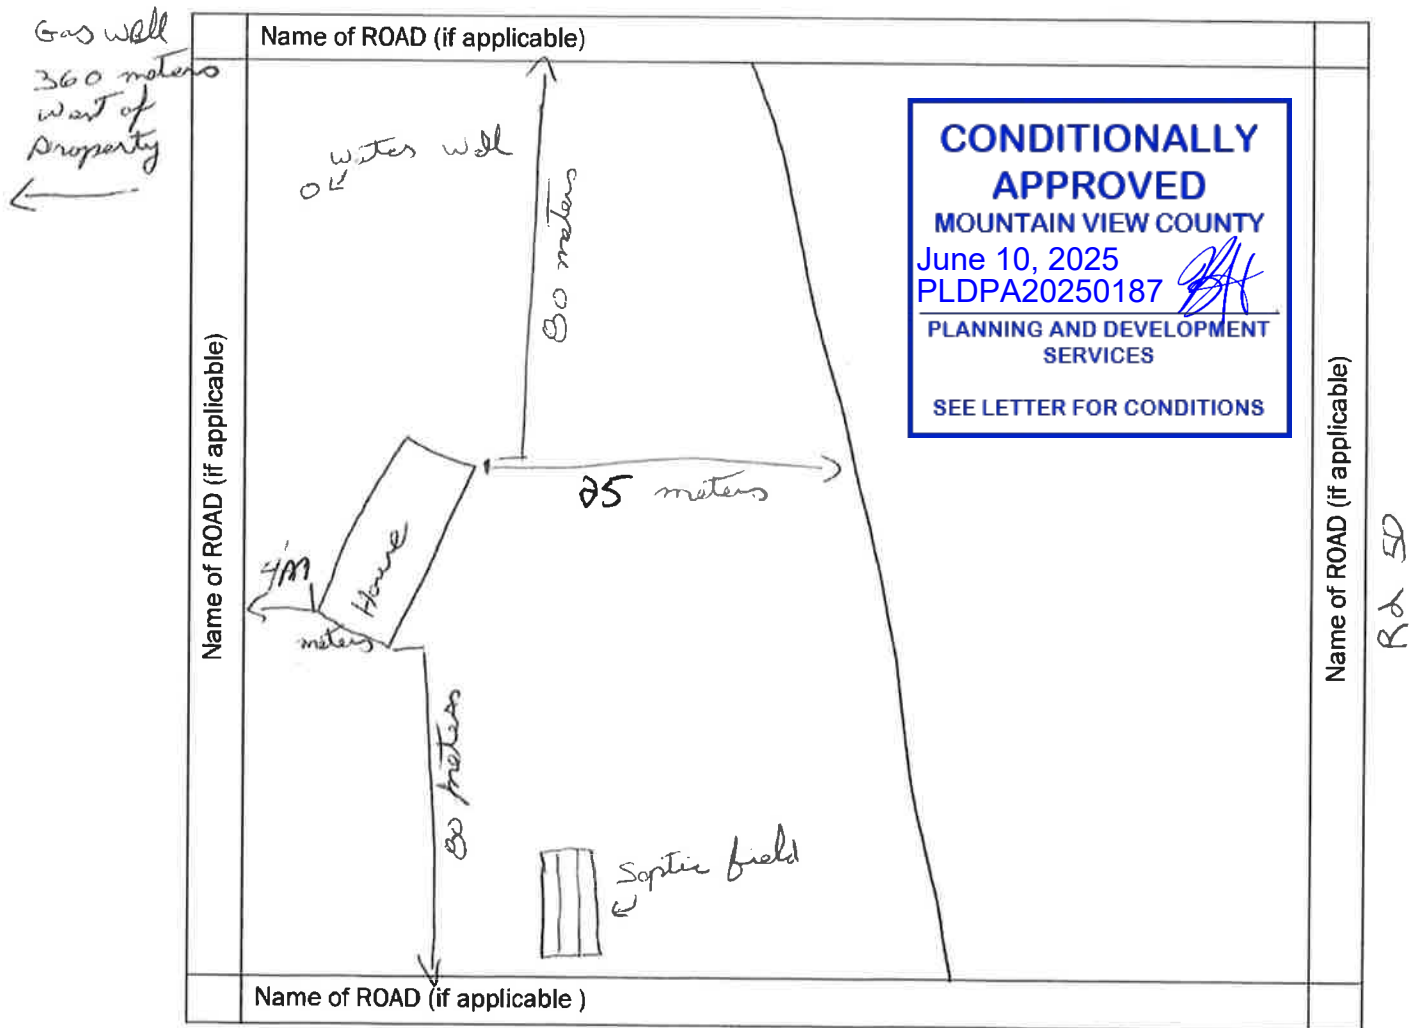 Gas well
360 meters
West of
Property
Name of ROAD (if applicable)
Water well
80 meters
CONDITIONALLY
APPROVED
MOUNTAIN VIEW COUNTY
June 10, 2025
PLDPA20250187
PLANNING AND DEVELOPMENT
SERVICES
SEE LETTER FOR CONDITIONS
Name of ROAD (if applicable)
25 meters
House
4M
meters
80 meters
Septic field
Name of ROAD (if applicable)
Rd 50
Name of ROAD (if applicable )